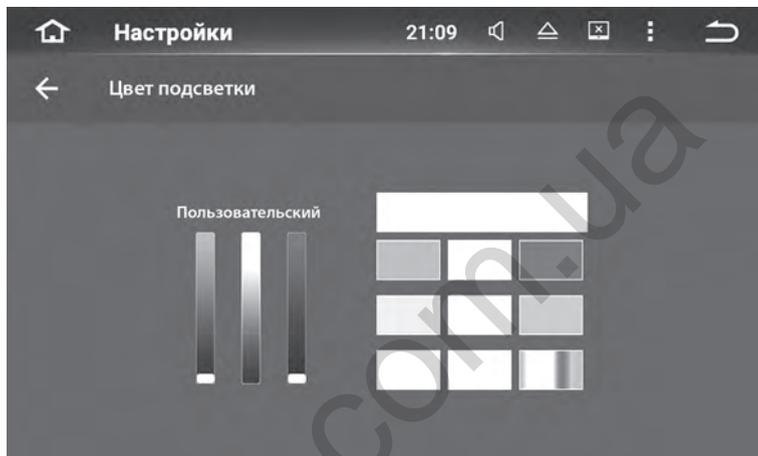 Настройки 21:09
Цвет подсветки
Пользовательский
com.ua